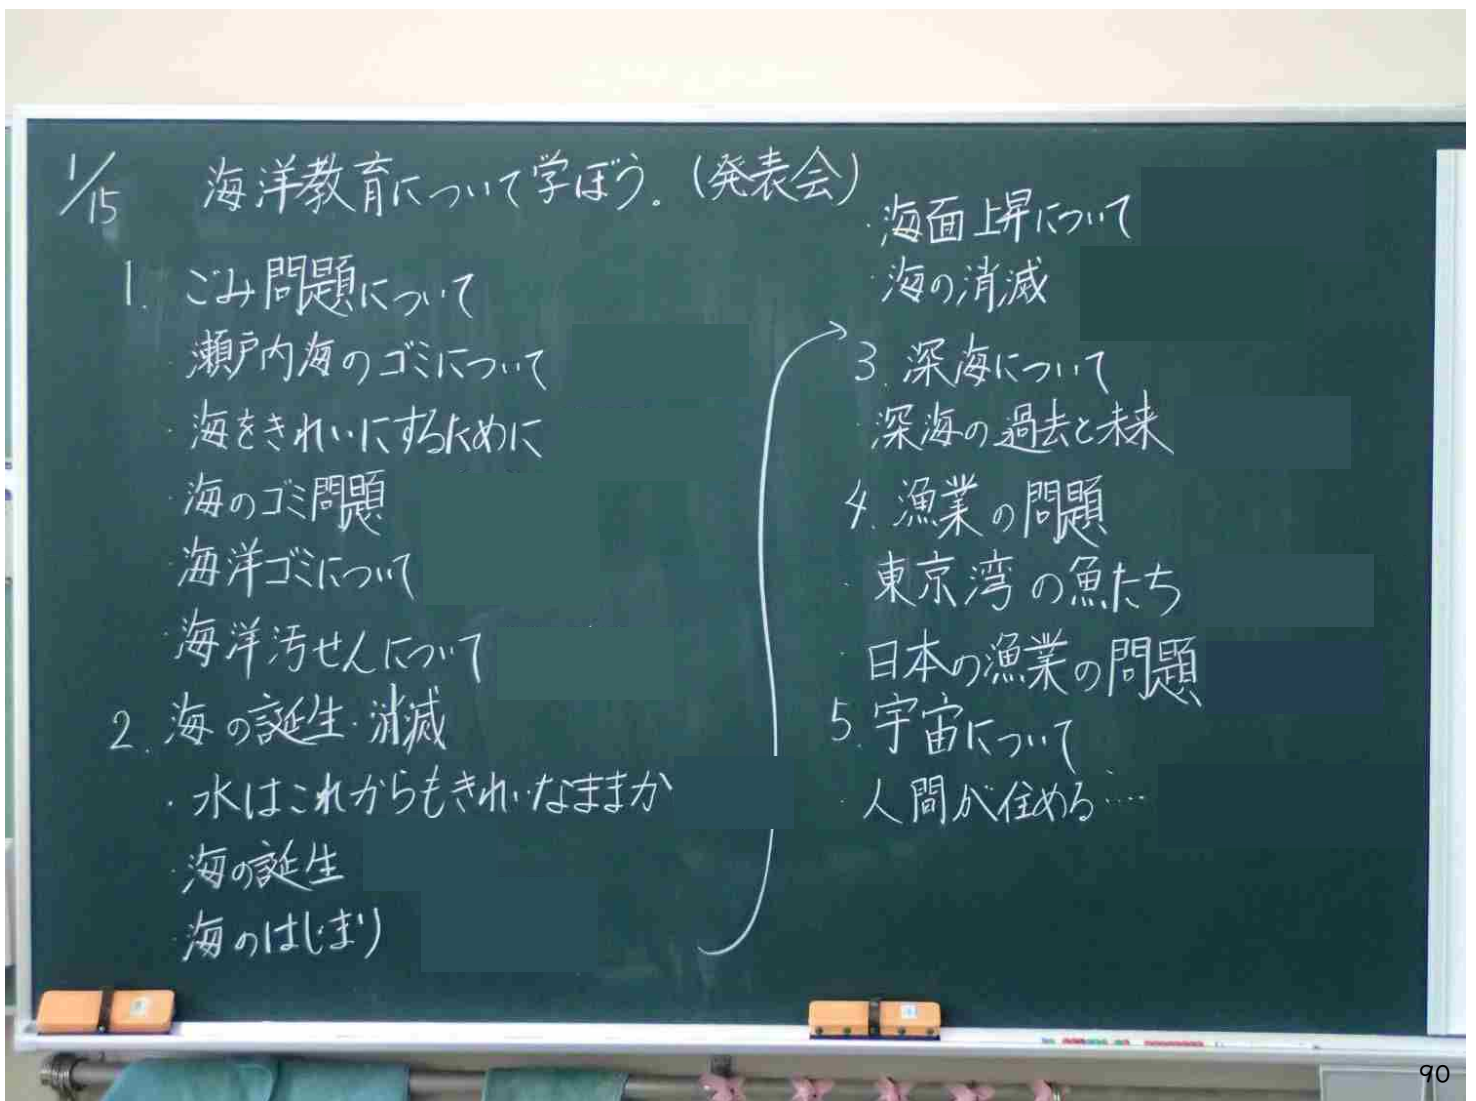 1/15 海洋教育について学ぼう。(発表会)
1. ごみ問題について
・瀬戸内海のゴミについて
・海をきれいにするために
・海のゴミ問題
・海洋ゴミについて
・海洋汚せんについて
2. 海の誕生・消滅
・水はこれからもきれいなままか
・海の誕生
・海のはじまり
・海面上昇について
・海の消滅
3. 深海について
・深海の過去と未来
4. 漁業の問題
・東京湾の魚たち
・日本の漁業の問題
5. 宇宙について
・人間が住める……
90